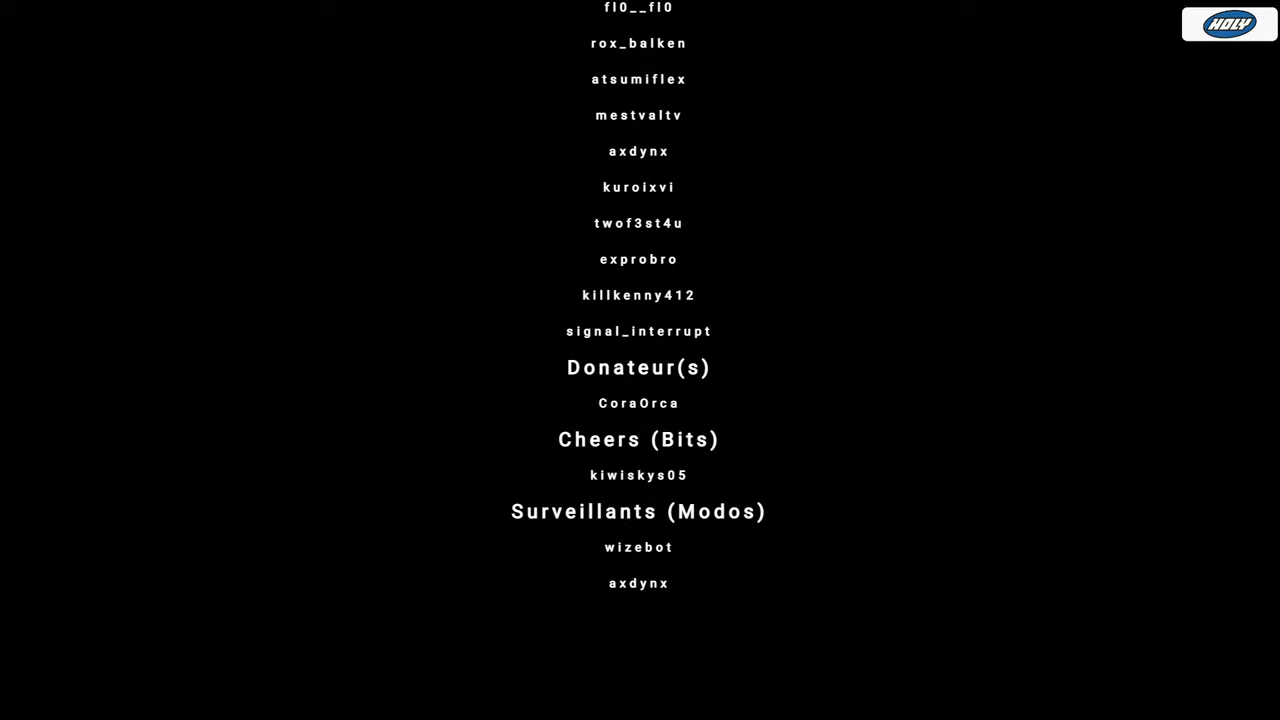 fl0__fl0
HOLY
rox_balken
atsumiflex
mestvaltv
axdynx
kuroixvi
twof3st4u
exprobro
killkenny412
signal_interrupt
Donateur(s)
CoraOrca
Cheers (Bits)
kiwiskys05
Surveillants (Modos)
wizebot
axdynx